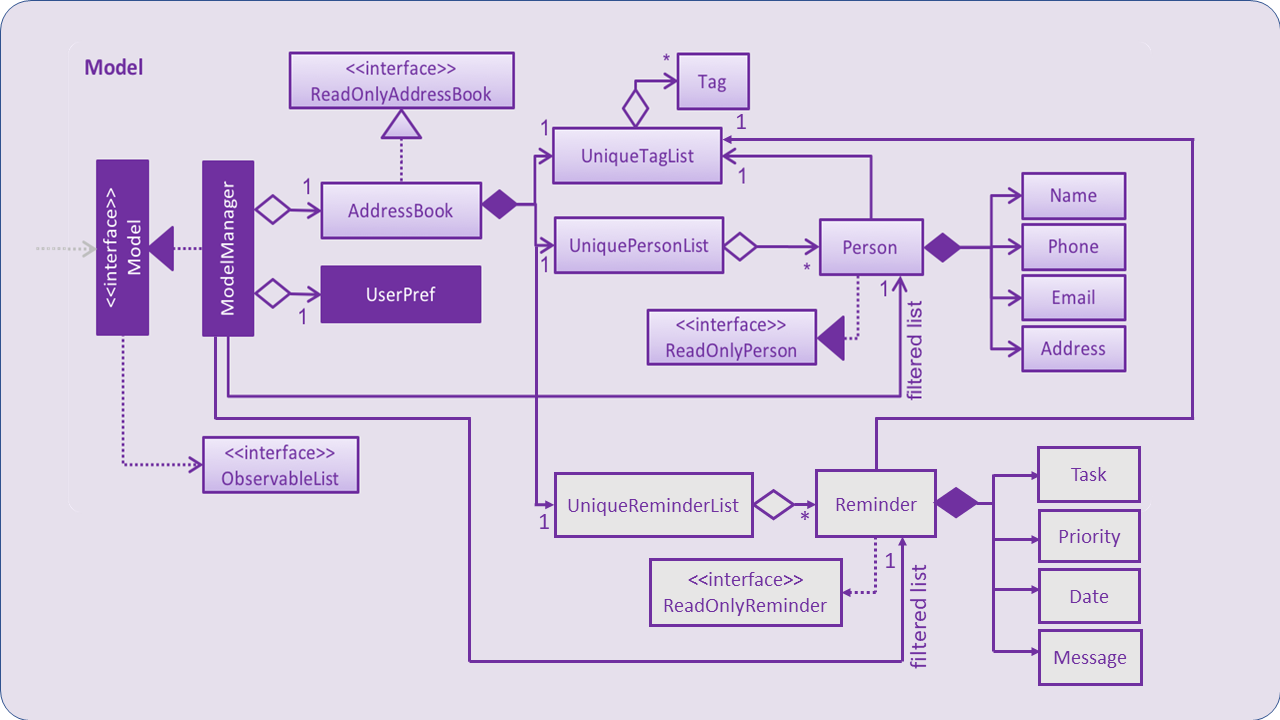 Model
<<interface>>
ReadOnlyAddressBook
*
Tag
1
1
UniqueTagList
1
<<interface>>
Model
ModelManager
1
AddressBook
Name
UniquePersonList
1
*
Person
Phone
1
UserPref
1
Email
<<interface>>
ReadOnlyPerson
filtered list
Address
<<interface>>
ObservableList
UniqueReminderList
1
*
Reminder
Task
Priority
1
<<interface>>
ReadOnlyReminder
filtered list
Date
Message